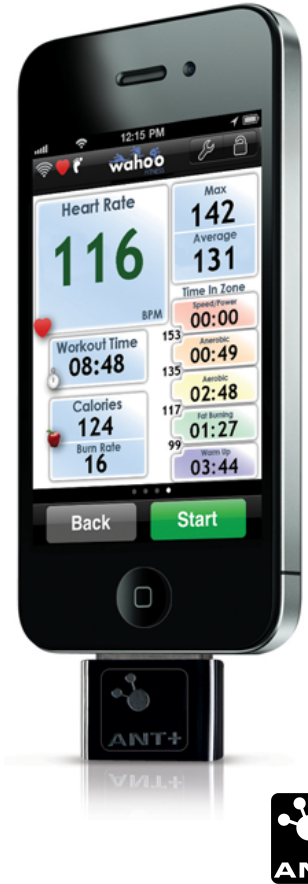 12:15 PM
wahoo
FITNESS
Heart Rate
116
BPM
Max
142
Average
131
Time In Zone
Speed/Power
00:00
153
Anerobic
00:49
135
Aerobic
02:48
117
Fat Burning
01:27
99
Warm Up
03:44
Workout Time
08:48
Calories
124
Burn Rate
16
Back
Start
ANT+
AN